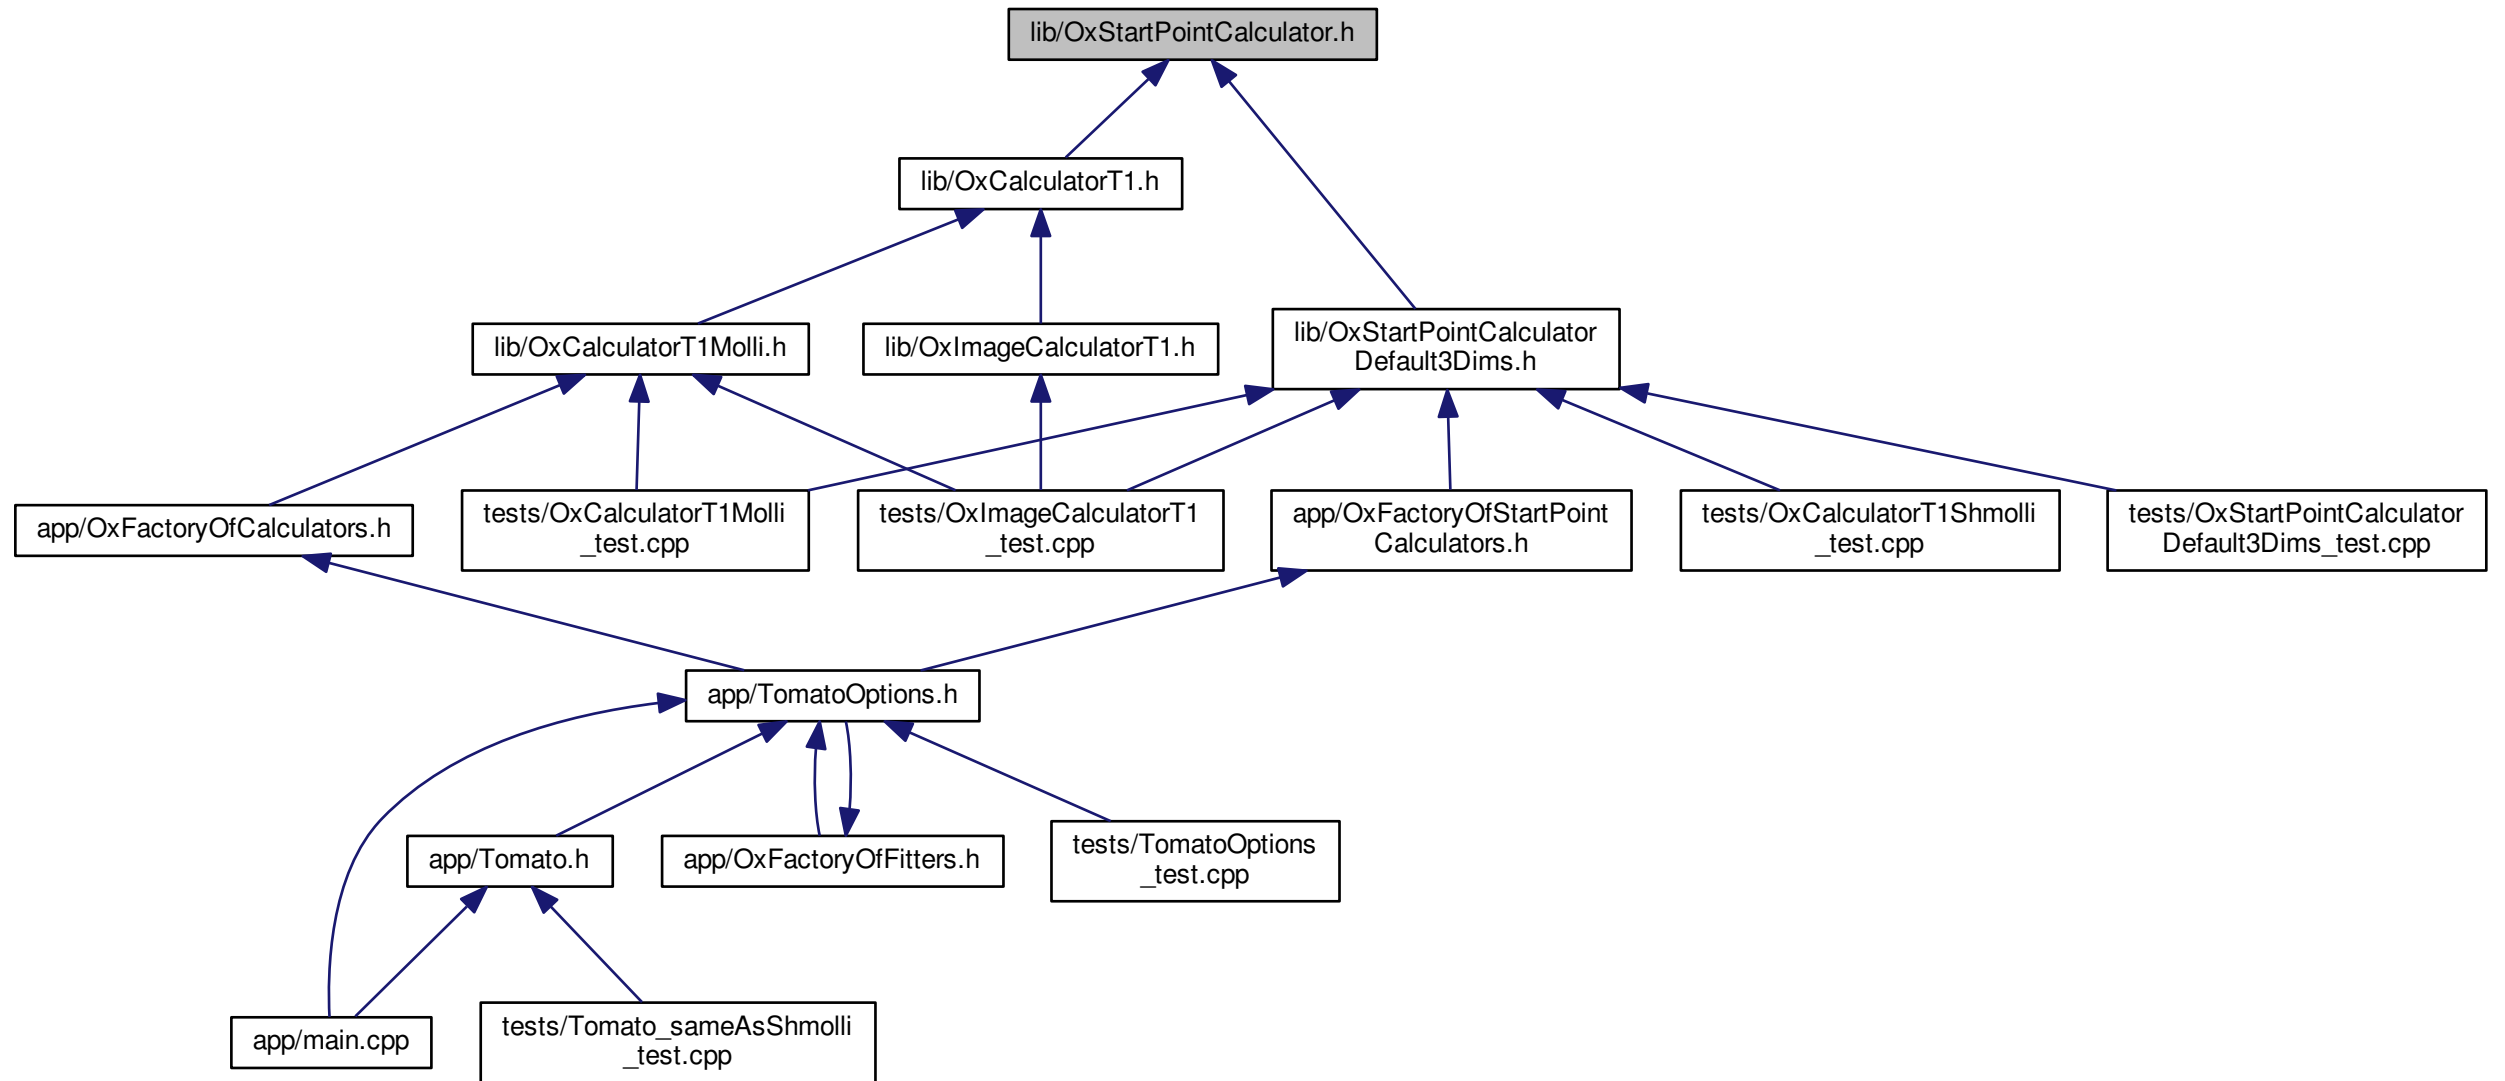 lib/OxStartPointCalculator.h
lib/OxCalculatorT1.h
lib/OxCalculatorT1Molli.h
lib/OxImageCalculatorT1.h
lib/OxStartPointCalculator
Default3Dims.h
app/OxFactoryOfCalculators.h
tests/OxCalculatorT1Molli
_test.cpp
tests/OxImageCalculatorT1
_test.cpp
app/OxFactoryOfStartPoint
Calculators.h
tests/OxCalculatorT1Shmolli
_test.cpp
tests/OxStartPointCalculator
Default3Dims_test.cpp
app/TomatoOptions.h
app/Tomato.h
app/OxFactoryOfFitters.h
tests/TomatoOptions
_test.cpp
app/main.cpp
tests/Tomato_sameAsShmolli
_test.cpp